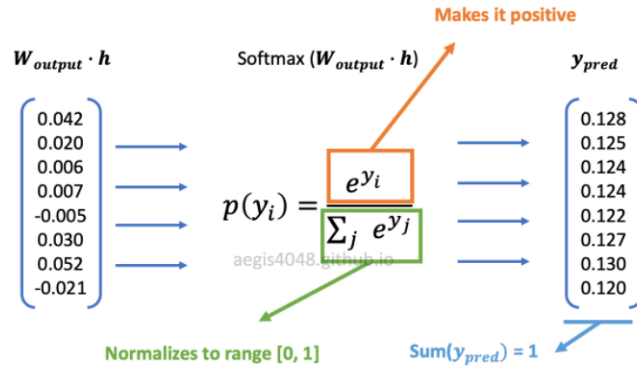 Makes it positive
W_output · h
Softmax (W_output · h)
y_pred
0.042
0.020
0.006
0.007
-0.005
0.030
0.052
-0.021
p(y_i) = e^{y_i} / ∑_j e^{y_j}
aegis4048.github.io
0.128
0.125
0.124
0.124
0.122
0.127
0.130
0.120
Normalizes to range [0, 1]
Sum(y_pred) = 1